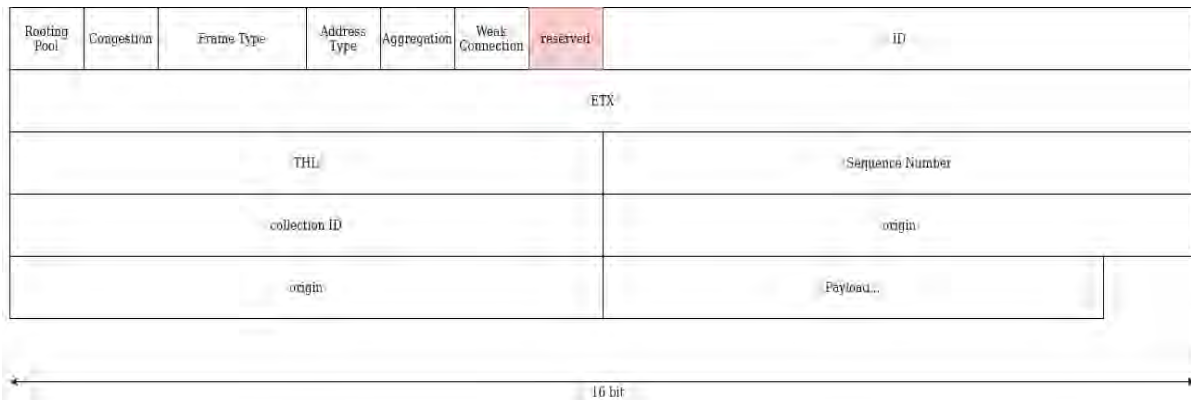 Rooting
Pool
Congestion
Frame Type
Address
Type
Aggregation
Weak
Connection
reserved
ID
ETX
THL
Sequence Number
collection ID
origin
origin
Payload...
16 bit